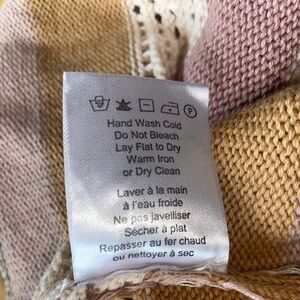 P
Hand Wash Cold
Do Not Bleach
Lay Flat to Dry
Warm Iron
or Dry Clean
Laver à la main
à l'eau froide
Ne pas javelliser
Sécher à plat
Repasser au fer chaud
ou nettoyer à sec